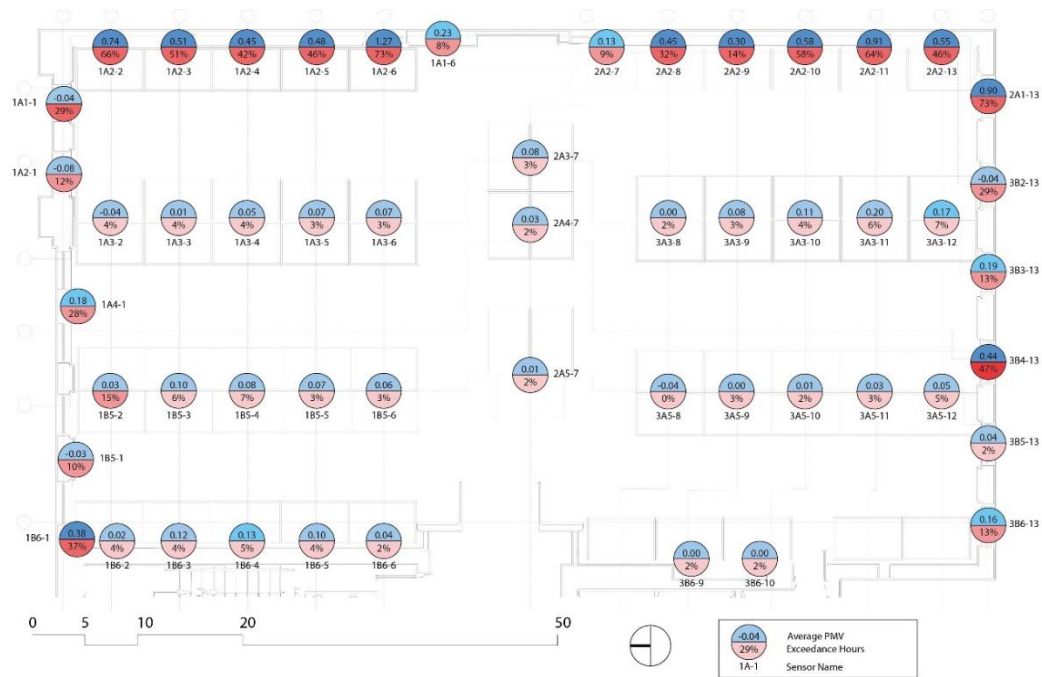 0.74 0.51 0.45 0.48 1.27 0.23 0.13 0.45 0.30 0.58 0.91 0.55
66% 51% 42% 46% 73% 8% 9% 32% 14% 58% 64% 46%
1A2-2 1A2-3 1A2-4 1A2-5 1A2-6 1A1-6 2A2-7 2A2-8 2A2-9 2A2-10 2A2-11 2A2-13
1A1-1 -0.04 0.90 2A1-13
29% 73%
1A2-1 -0.08 0.08 2A3-7 -0.04 3B2-13
12% 3% 29%
-0.04 0.01 0.05 0.07 0.07 0.03 2A4-7 0.00 0.08 0.11 0.20 0.17
4% 4% 4% 3% 3% 2% 2% 3% 4% 6% 7%
1A3-2 1A3-3 1A3-4 1A3-5 1A3-6 3A3-8 3A3-9 3A3-10 3A3-11 3A3-12
0.19 3B3-13
13%
0.18 1A4-1
28%
0.44 3B4-13
47%
0.03 0.10 0.08 0.07 0.06 0.01 2A5-7 -0.04 0.00 0.01 0.03 0.05
15% 6% 7% 3% 3% 2% 0% 3% 2% 3% 5%
1B5-2 1B5-3 1B5-4 1B5-5 1B5-6 3A5-8 3A5-9 3A5-10 3A5-11 3A5-12
-0.03 1B5-1 0.04 3B5-13
10% 2%
1B6-1 0.38 0.02 0.12 0.13 0.10 0.04 0.16 3B6-13
37% 4% 4% 5% 4% 2% 13%
1B6-2 1B6-3 1B6-4 1B6-5 1B6-6
0.00 0.00
2% 2%
3B6-9 3B6-10
0 5 10 20 50
-0.04 Average PMV
29% Exceedance Hours
1A-1 Sensor Name